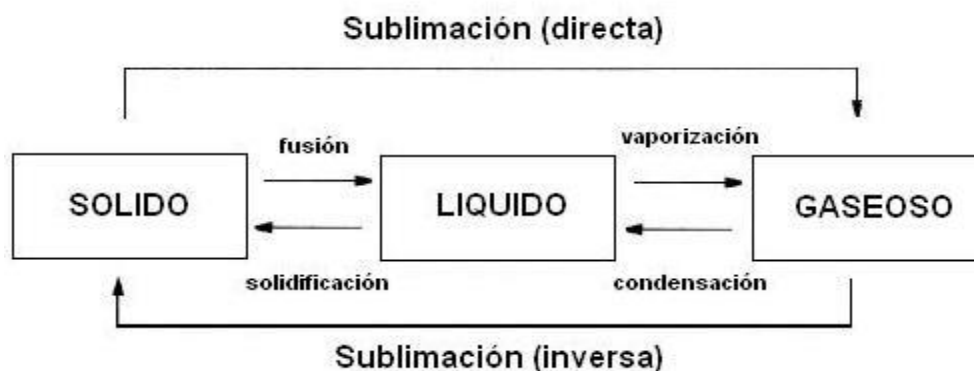 Sublimación (directa)
fusión
vaporización
SOLIDO
LIQUIDO
GASEOSO
solidificación
condensación
Sublimación (inversa)